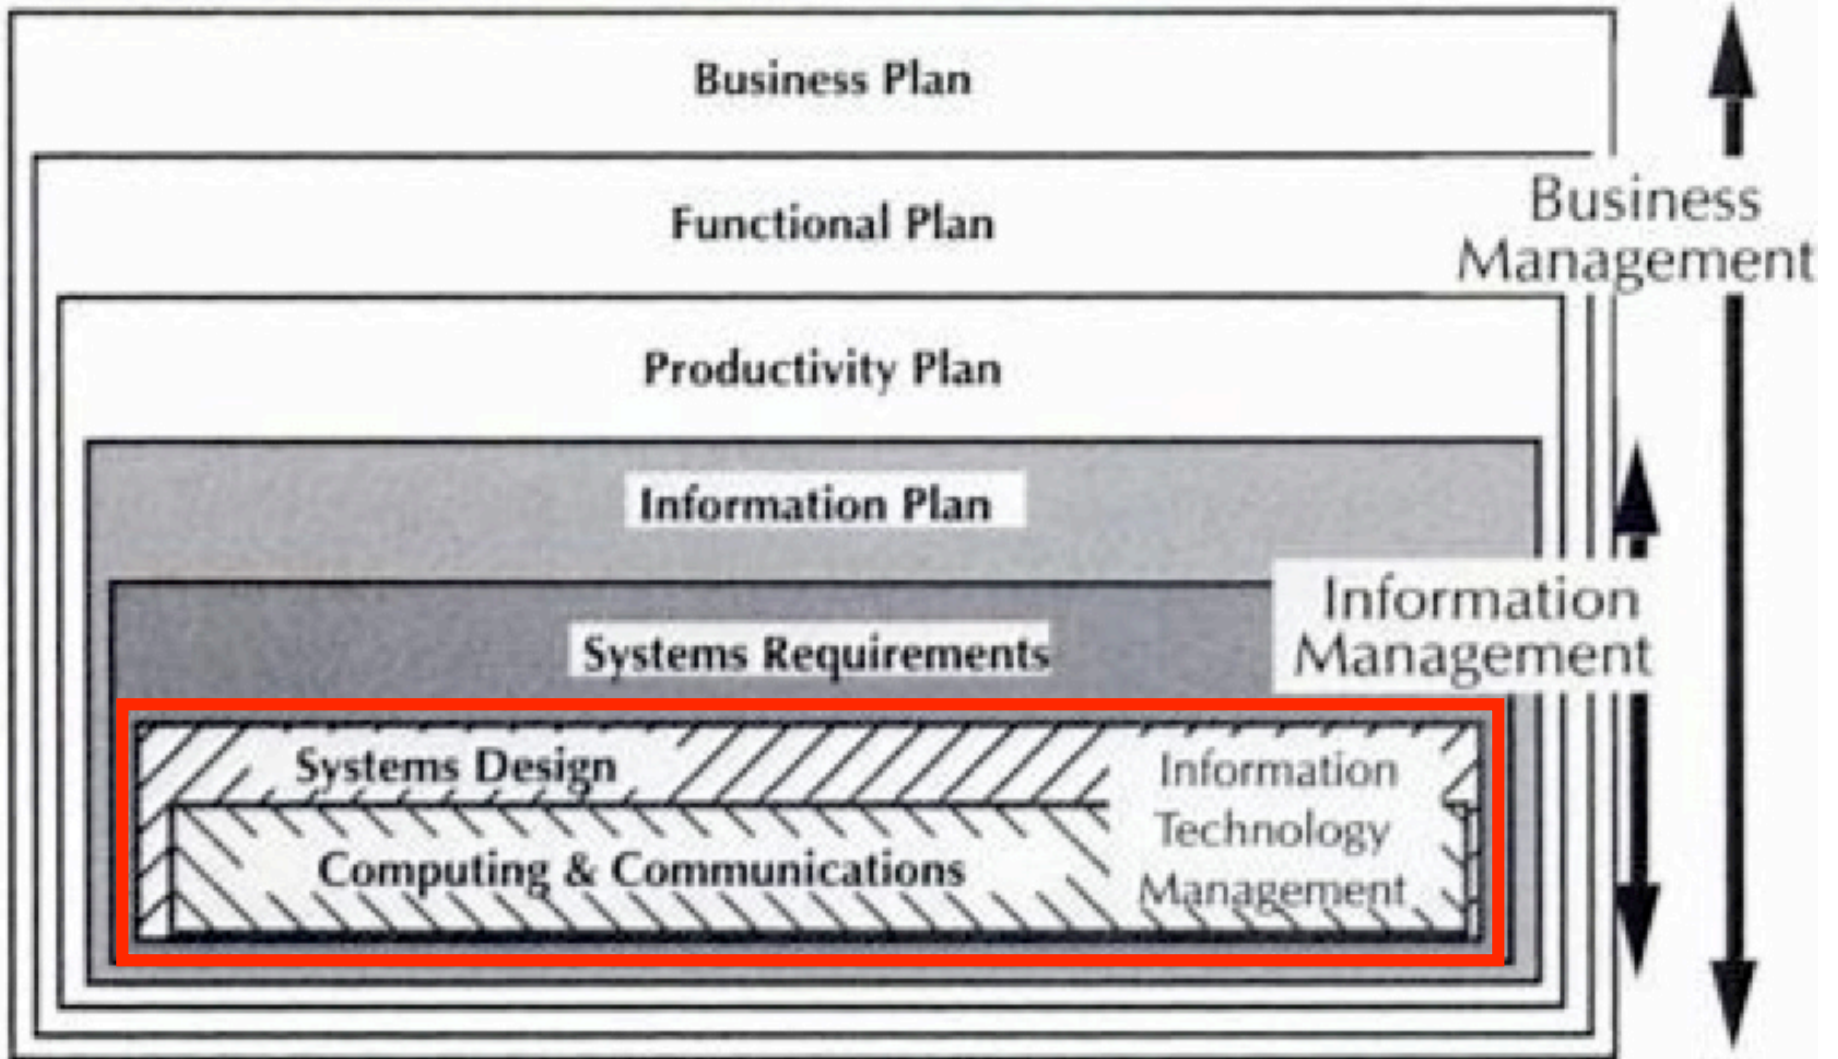 Business Plan
Functional Plan
Business
Management
Productivity Plan
Information Plan
Information
Management
Systems Requirements
Systems Design
Computing & Communications
Information
Technology
Management